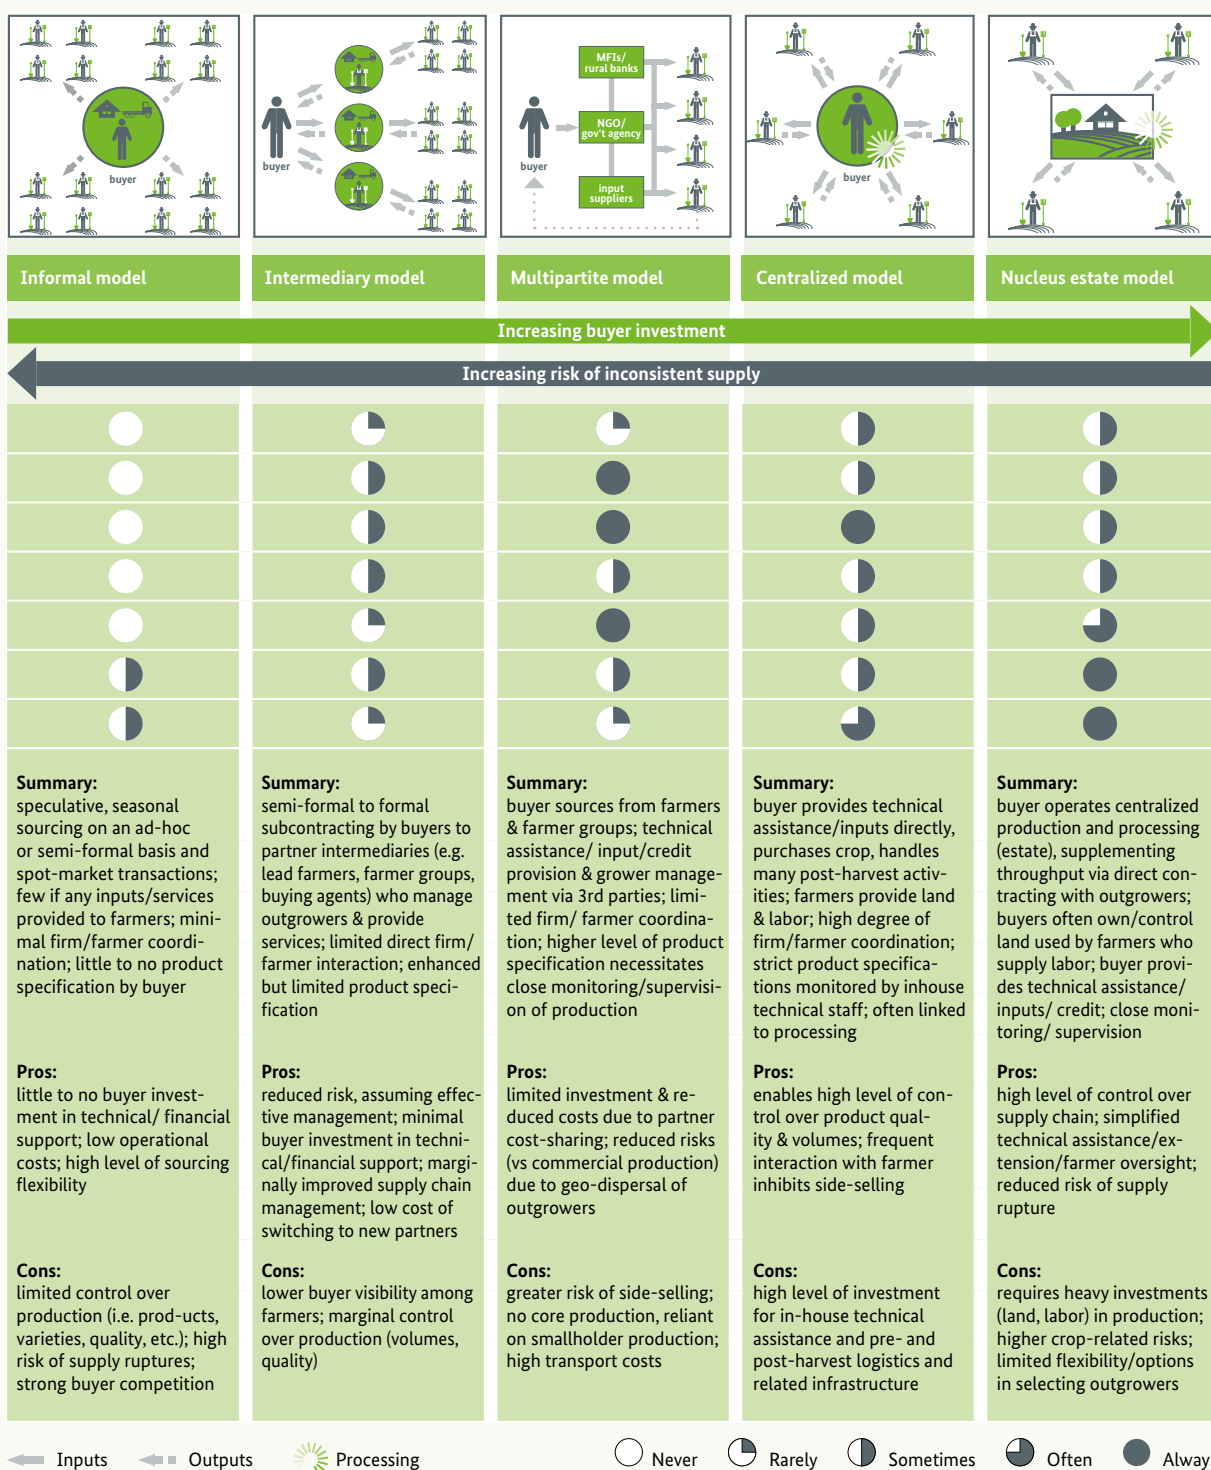 buyer
buyer
MFIs/
rural banks
NGO/
gov't agency
input
suppliers
buyer
buyer
Informal model
Intermediary model
Multipartite model
Centralized model
Nucleus estate model
Increasing buyer investment
Increasing risk of inconsistent supply
Summary:
speculative, seasonal
sourcing on an ad-hoc
or semi-formal basis and
spot-market transactions;
few if any inputs/services
provided to farmers; mini-
mal firm/farmer coordi-
nation; little to no product
specification by buyer
Pros:
little to no buyer invest-
ment in technical/ financial
support; low operational
costs; high level of sourcing
flexibility
Cons:
limited control over
production (i.e. prod-ucts,
varieties, quality, etc.); high
risk of supply ruptures;
strong buyer competition
Summary:
semi-formal to formal
subcontracting by buyers to
partner intermediaries (e.g.
lead farmers, farmer groups,
buying agents) who manage
outgrowers & provide
services; limited direct firm/
farmer interaction; enhanced
but limited product speci-
fication
Pros:
reduced risk, assuming effec-
tive management; minimal
buyer investment in techni-
cal/financial support; margi-
nally improved supply chain
management; low cost of
switching to new partners
Cons:
lower buyer visibility among
farmers; marginal control
over production (volumes,
quality)
Summary:
buyer sources from farmers
& farmer groups; technical
assistance/ input/credit
provision & grower manage-
ment via 3rd parties; limi-
ted firm/ farmer coordina-
tion; higher level of product
specification necessitates
close monitoring/supervisi-
on of production
Pros:
limited investment & re-
duced costs due to partner
cost-sharing; reduced risks
(vs commercial production)
due to geo-dispersal of
outgrowers
Cons:
greater risk of side-selling;
no core production, reliant
on smallholder production;
high transport costs
Summary:
buyer provides technical
assistance/inputs directly,
purchases crop, handles
many post-harvest activ-
ities; farmers provide land
& labor; high degree of
firm/farmer coordination;
strict product specifica-
tions monitored by inhouse
technical staff; often linked
to processing
Pros:
enables high level of con-
trol over product qual-
ity & volumes; frequent
interaction with farmer
inhibits side-selling
Cons:
high level of investment
for in-house technical
assistance and pre- and
post-harvest logistics and
related infrastructure
Summary:
buyer operates centralized
production and processing
(estate), supplementing
throughput via direct con-
tracting with outgrowers;
buyers often own/control
land used by farmers who
supply labor; buyer provi-
des technical assistance/
inputs/ credit; close moni-
toring/ supervision
Pros:
high level of control over
supply chain; simplified
technical assistance/ex-
tension/farmer oversight;
reduced risk of supply
rupture
Cons:
requires heavy investments
(land, labor) in production;
higher crop-related risks;
limited flexibility/options
in selecting outgrowers
Inputs
Outputs
Processing
Never
Rarely
Sometimes
Often
Alway